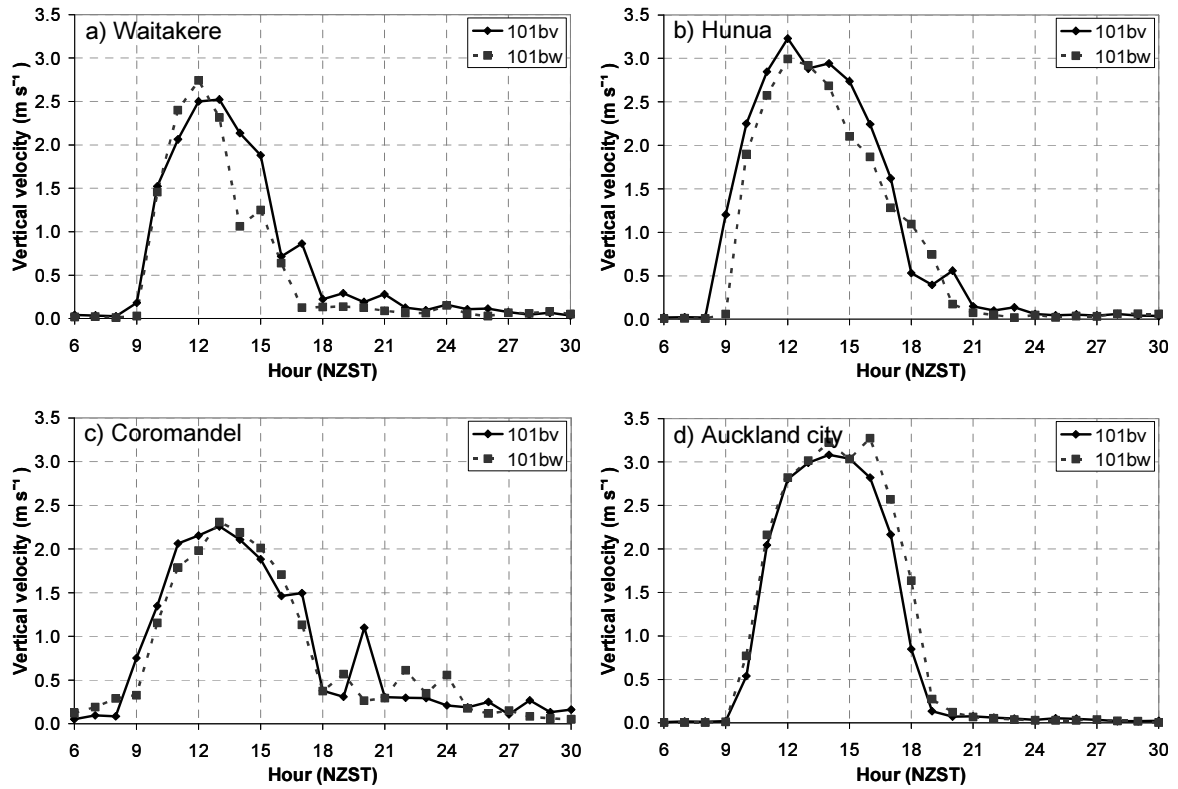 a) Waitakere
101bv
101bw
Vertical velocity (m s⁻¹)
3.5
3.0
2.5
2.0
1.5
1.0
0.5
0.0
6 9 12 15 18 21 24 27 30
Hour (NZST)
b) Hunua
101bv
101bw
Vertical velocity (m s⁻¹)
3.5
3.0
2.5
2.0
1.5
1.0
0.5
0.0
6 9 12 15 18 21 24 27 30
Hour (NZST)
c) Coromandel
101bv
101bw
Vertical velocity (m s⁻¹)
3.5
3.0
2.5
2.0
1.5
1.0
0.5
0.0
6 9 12 15 18 21 24 27 30
Hour (NZST)
d) Auckland city
101bv
101bw
Vertical velocity (m s⁻¹)
3.5
3.0
2.5
2.0
1.5
1.0
0.5
0.0
6 9 12 15 18 21 24 27 30
Hour (NZST)